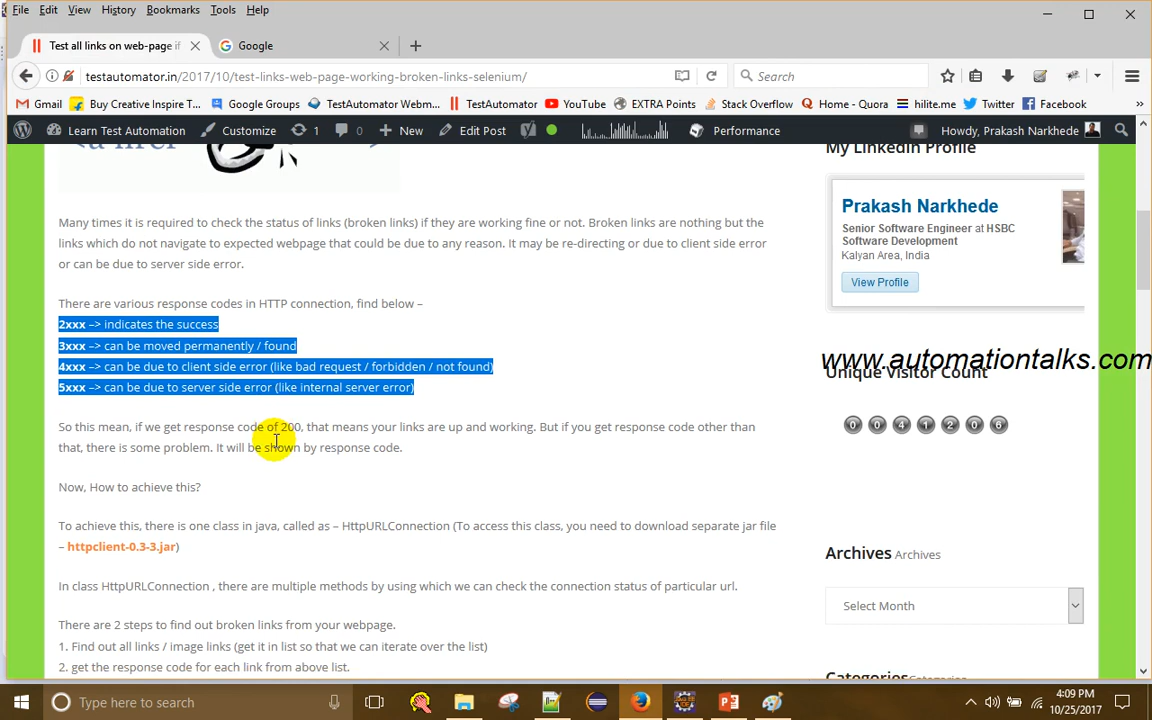 File Edit View History Bookmarks Tools Help
Test all links on web-page if
Google
testautomator.in/2017/10/test-links-web-page-working-broken-links-selenium/
Search
Gmail Buy Creative Inspire T... Google Groups TestAutomator Webm... TestAutomator YouTube EXTRA Points Stack Overflow Home - Quora hilite.me Twitter Facebook
Learn Test Automation Customize 1 0 New Edit Post Performance Howdy, Prakash Narkhede
My LinkedIn Profile
Many times it is required to check the status of links (broken links) if they are working fine or not. Broken links are nothing but the
links which do not navigate to expected webpage that could be due to any reason. It may be re-directing or due to client side error
or can be due to server side error.
There are various response codes in HTTP connection, find below –
2xxx –> indicates the success
3xxx –> can be moved permanently / found
4xxx –> can be due to client side error (like bad request / forbidden / not found)
5xxx –> can be due to server side error (like internal server error)
So this mean, if we get response code of 200, that means your links are up and working. But if you get response code other than
that, there is some problem. It will be shown by response code.
Now, How to achieve this?
To achieve this, there is one class in java, called as – HttpURLConnection (To access this class, you need to download separate jar file
– httpclient-0.3-3.jar)
In class HttpURLConnection , there are multiple methods by using which we can check the connection status of particular url.
There are 2 steps to find out broken links from your webpage.
1. Find out all links / image links (get it in list so that we can iterate over the list)
2. get the response code for each link from above list.
Prakash Narkhede
Senior Software Engineer at HSBC
Software Development
Kalyan Area, India
View Profile
www.automationtalks.com
Unique Visitor Count
0 0 4 1 2 0 6
Archives Archives
Select Month
Categories Categories
Type here to search
4:09 PM
10/25/2017